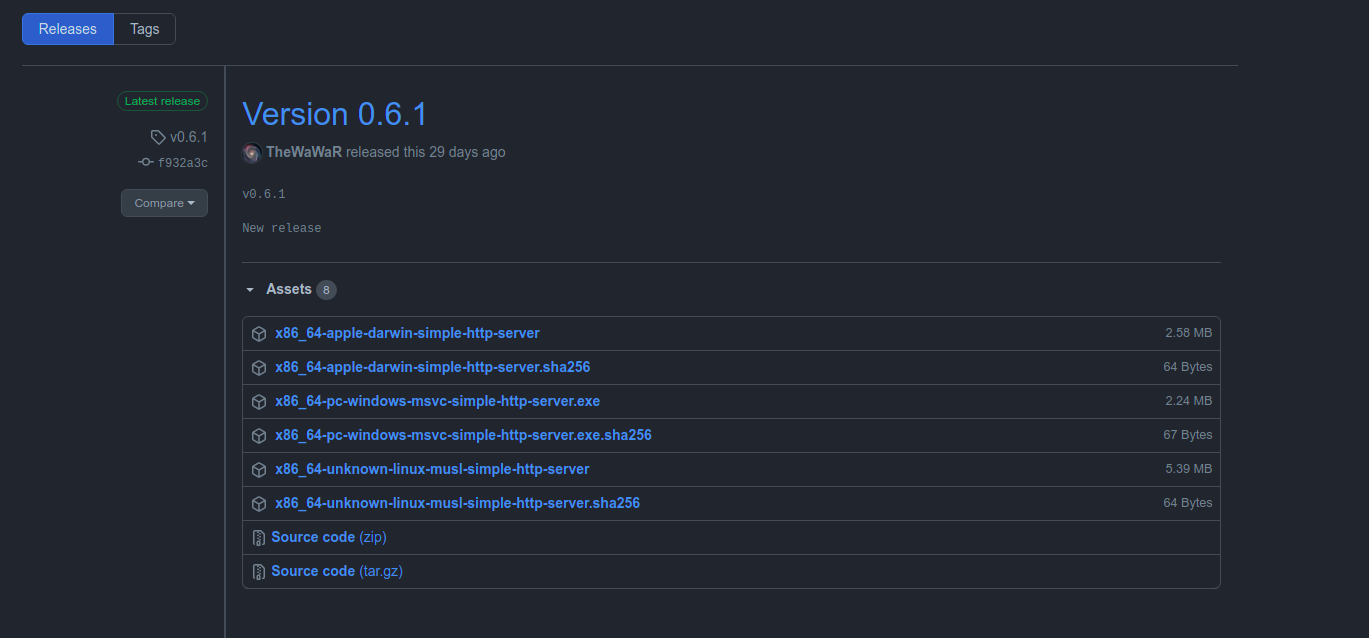 Releases Tags
Latest release
v0.6.1
f932a3c
Compare
Version 0.6.1
TheWaWaR released this 29 days ago
v0.6.1
New release
Assets 8
x86_64-apple-darwin-simple-http-server 2.58 MB
x86_64-apple-darwin-simple-http-server.sha256 64 Bytes
x86_64-pc-windows-msvc-simple-http-server.exe 2.24 MB
x86_64-pc-windows-msvc-simple-http-server.exe.sha256 67 Bytes
x86_64-unknown-linux-musl-simple-http-server 5.39 MB
x86_64-unknown-linux-musl-simple-http-server.sha256 64 Bytes
Source code (zip)
Source code (tar.gz)